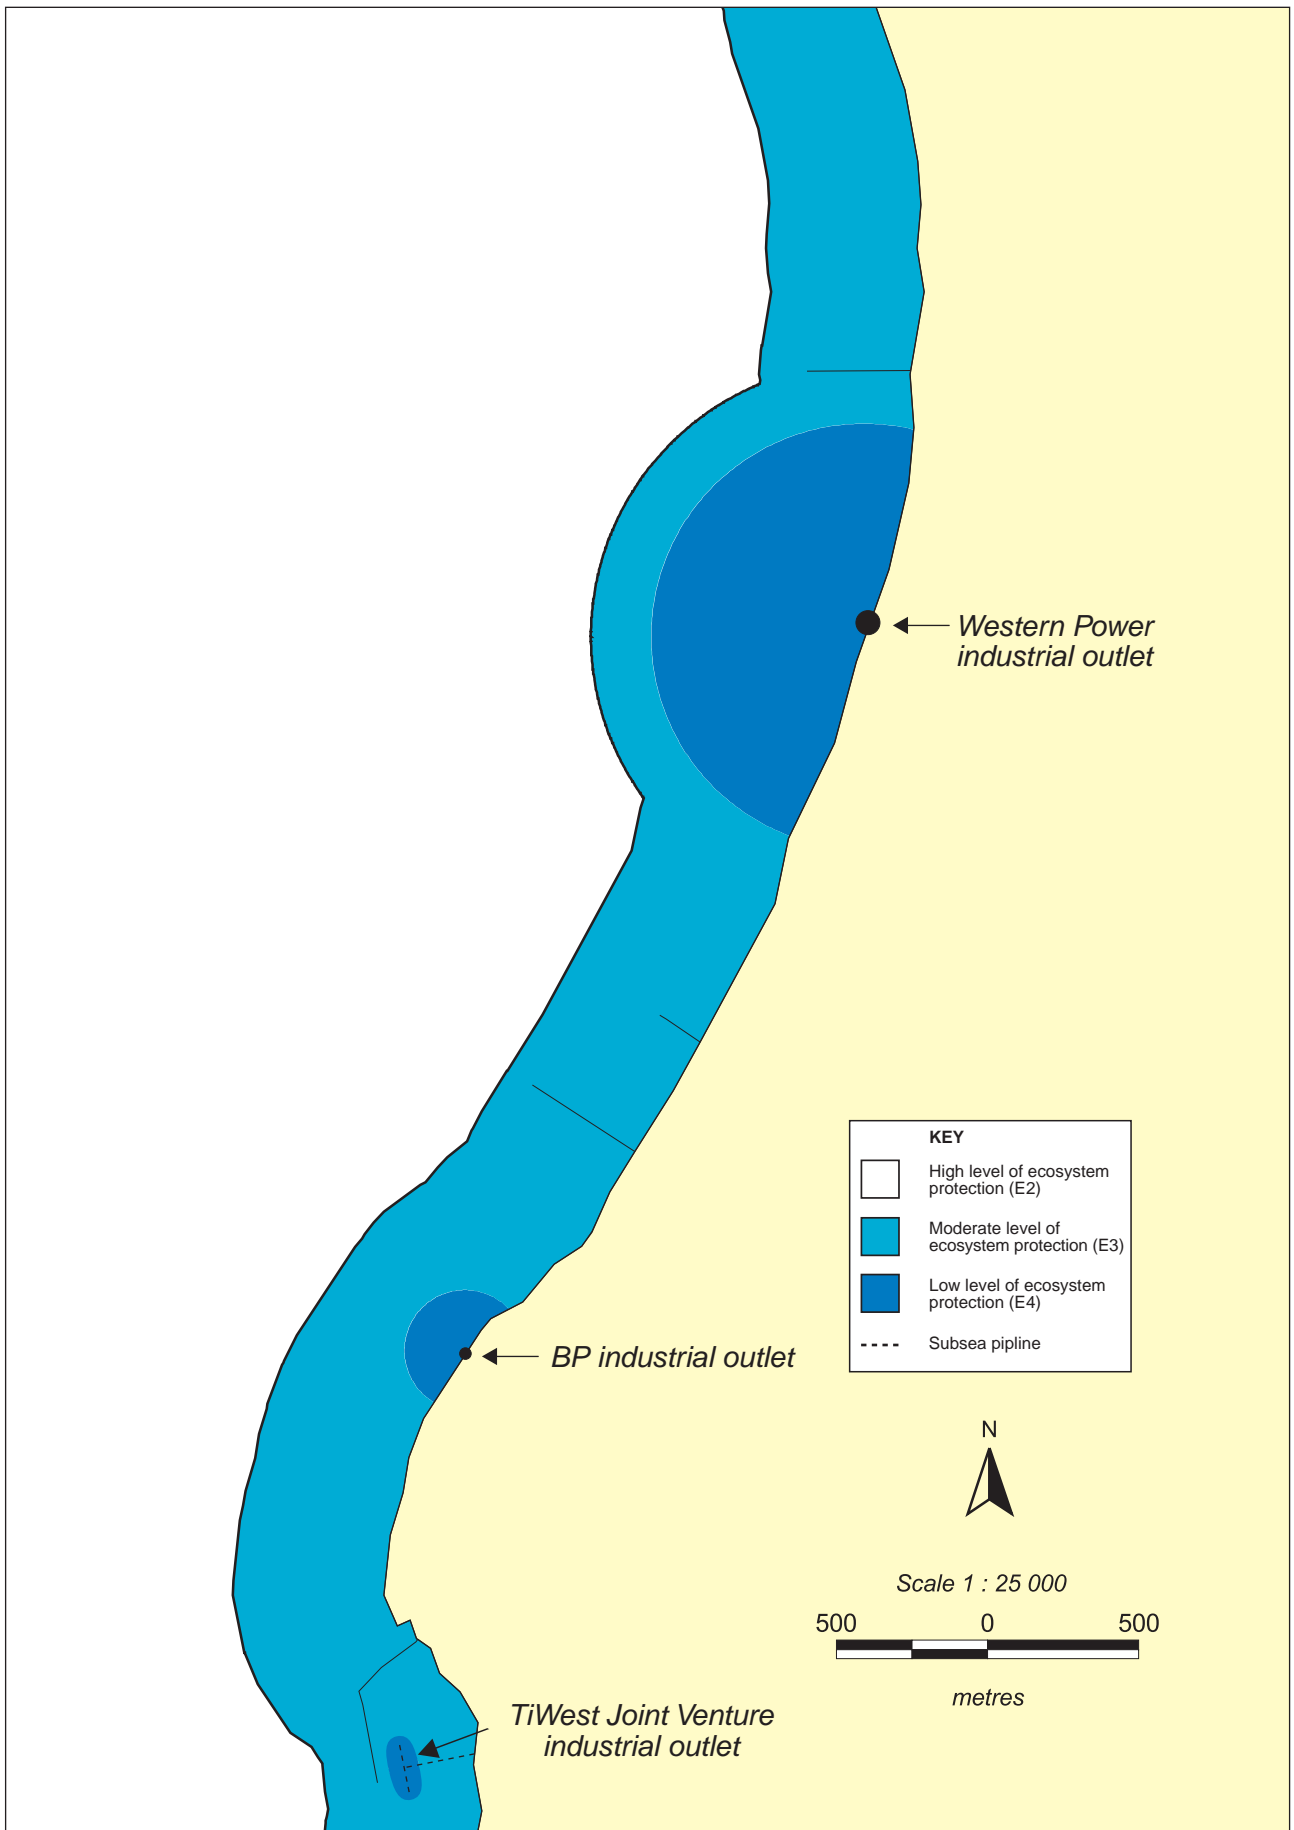 Western Power
industrial outlet
KEY
High level of ecosystem
protection (E2)
Moderate level of
ecosystem protection (E3)
Low level of ecosystem
protection (E4)
Subsea pipline
BP industrial outlet
N
Scale 1 : 25 000
500 0 500
metres
TiWest Joint Venture
industrial outlet